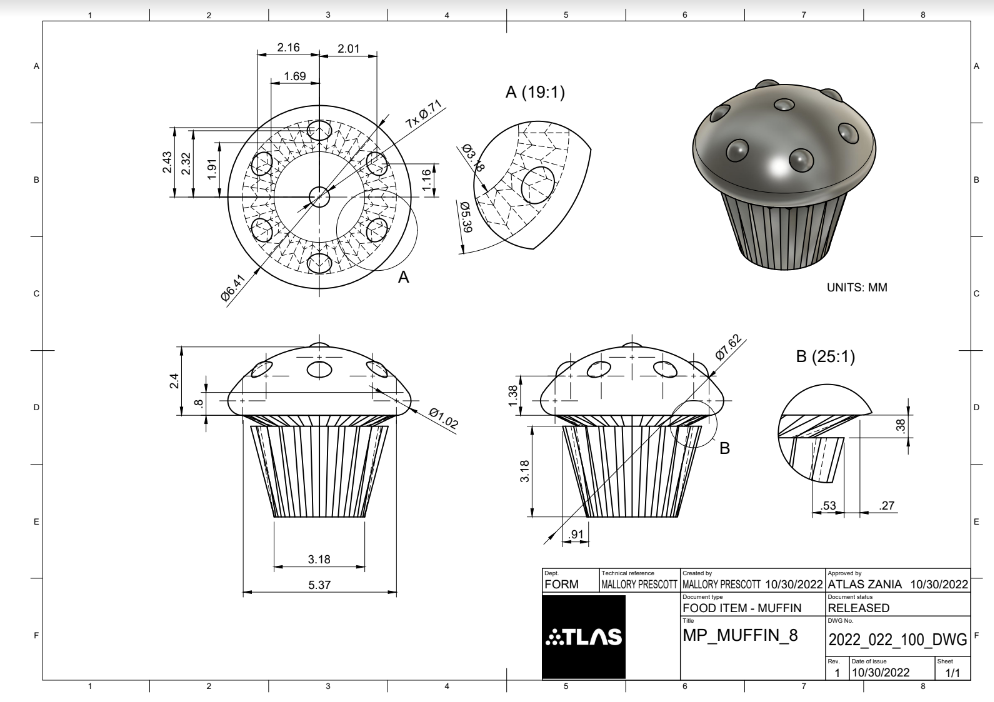 1 2 3 4 5 6 7 8
A A
B B
C C
D D
E E
F F
1 2 3 4 5 6 7 8
2.16 2.01
1.69
7x Ø.71
2.43
2.32
1.91
1.16
Ø6.41
A
A (19:1)
Ø3.18
Ø5.39
UNITS: MM
2.4
.8
Ø1.02
3.18
5.37
Ø7.62
1.38
3.18
.91
B
B (25:1)
.38
.53 .27
Dept. Technical reference Created by Approved by
FORM MALLORY PRESCOTT MALLORY PRESCOTT 10/30/2022 ATLAS ZANIA 10/30/2022
Document type Document status
FOOD ITEM - MUFFIN RELEASED
Title DWG No.
MP_MUFFIN_8 2022_022_100_DWG
ATLAS
Rev. Date of issue Sheet
1 10/30/2022 1/1